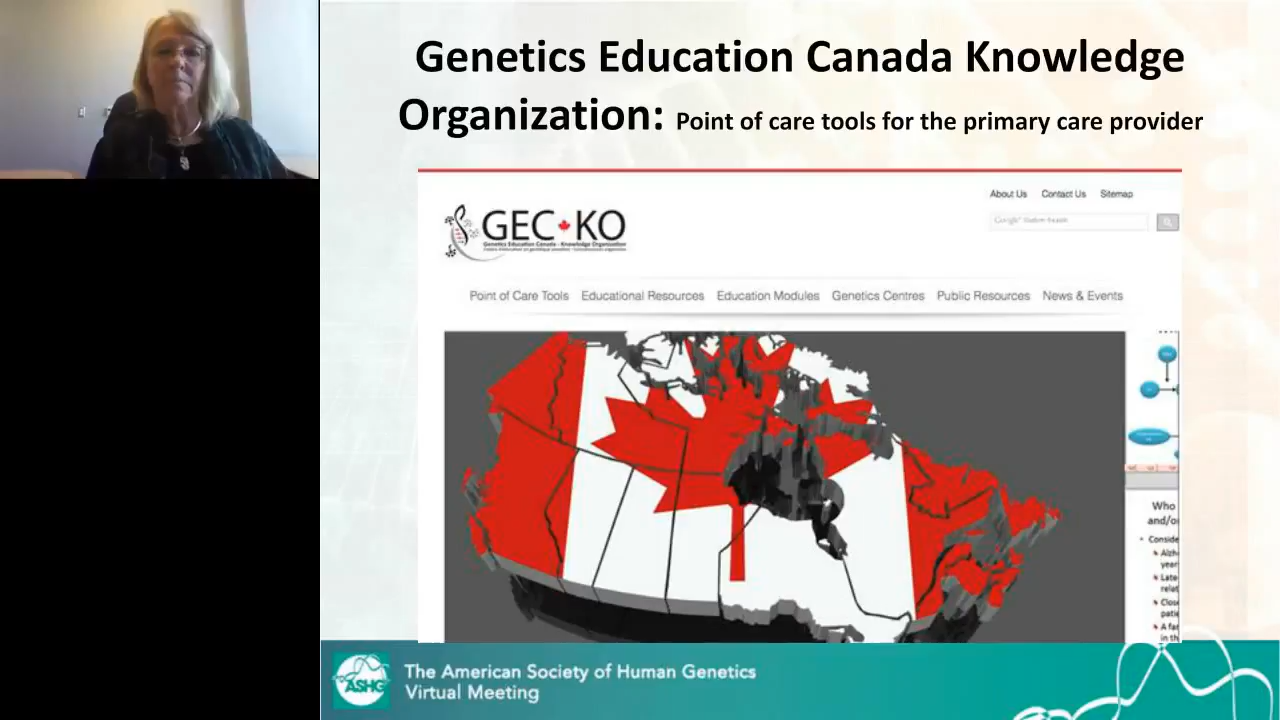 Genetics Education Canada Knowledge
Organization: Point of care tools for the primary care provider
About Us Contact Us Sitemap
GEC KO
Genetics Education Canada - Knowledge Organization
Point of Care Tools Educational Resources Education Modules Genetics Centres Public Resources News & Events
Who
and/o
Conside
year
Late
relat
Clos
patie
A fa
in th
ASHG
The American Society of Human Genetics
Virtual Meeting